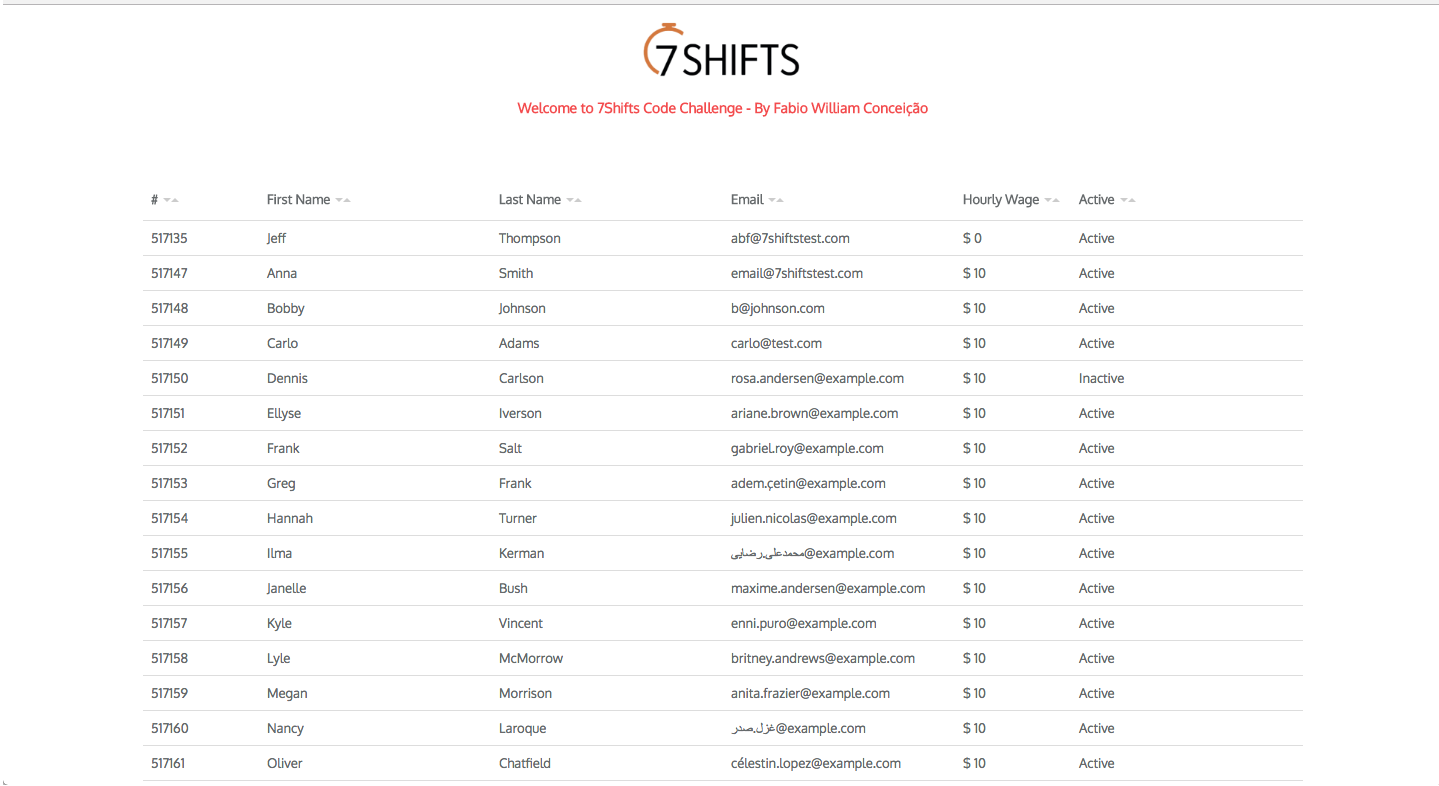 7SHIFTS
Welcome to 7Shifts Code Challenge - By Fabio William Conceição
# First Name Last Name Email Hourly Wage Active
517135 Jeff Thompson abf@7shiftstest.com $ 0 Active
517147 Anna Smith email@7shiftstest.com $ 10 Active
517148 Bobby Johnson b@johnson.com $ 10 Active
517149 Carlo Adams carlo@test.com $ 10 Active
517150 Dennis Carlson rosa.andersen@example.com $ 10 Inactive
517151 Ellyse Iverson ariane.brown@example.com $ 10 Active
517152 Frank Salt gabriel.roy@example.com $ 10 Active
517153 Greg Frank adem.çetin@example.com $ 10 Active
517154 Hannah Turner julien.nicolas@example.com $ 10 Active
517155 Ilma Kerman محمدعلی.رضایی@example.com $ 10 Active
517156 Janelle Bush maxime.andersen@example.com $ 10 Active
517157 Kyle Vincent enni.puro@example.com $ 10 Active
517158 Lyle McMorrow britney.andrews@example.com $ 10 Active
517159 Megan Morrison anita.frazier@example.com $ 10 Active
517160 Nancy Laroque غزل.صدر@example.com $ 10 Active
517161 Oliver Chatfield célestin.lopez@example.com $ 10 Active